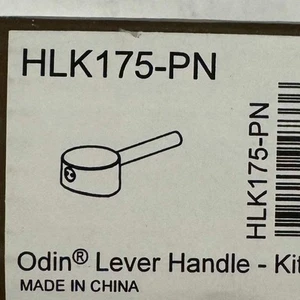 HLK175-PN
HLK175-PN
Odin® Lever Handle - Kit
MADE IN CHINA